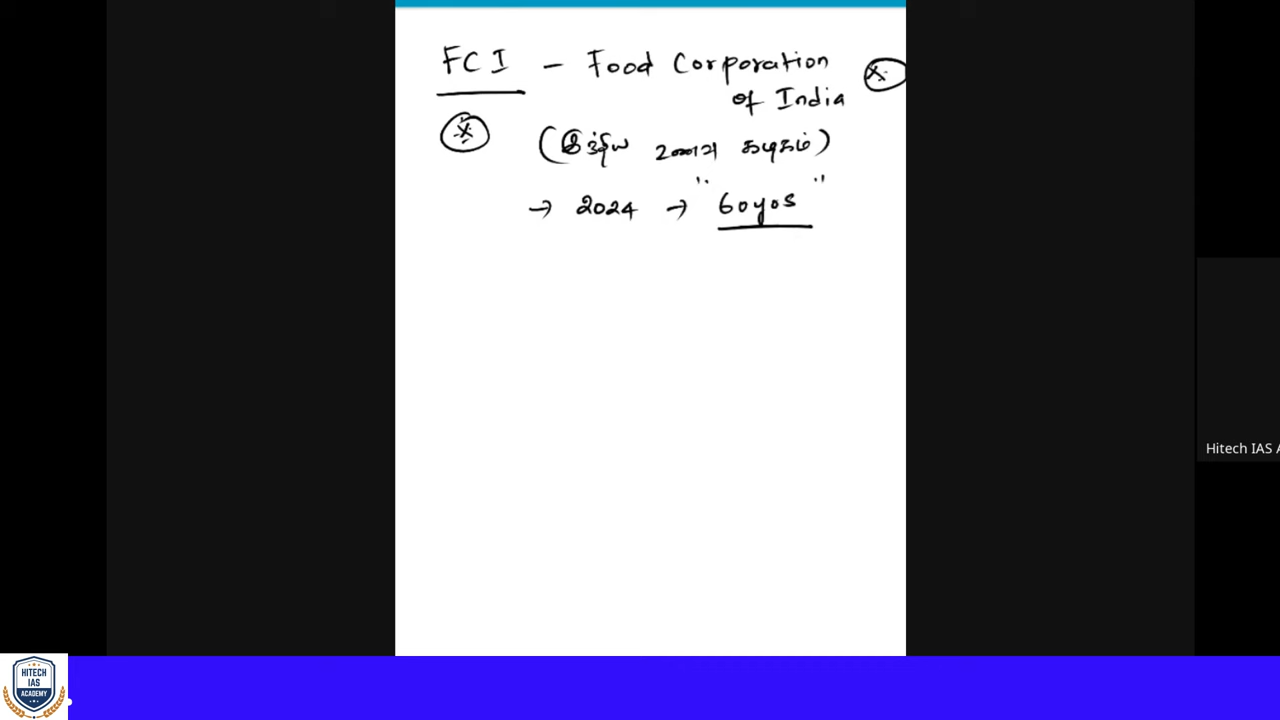 FCI – Food Corporation
of India
(இந்திய உணவு கழகம்)
→ 2024 → "60yrs"
Hitech IAS A
HITECH
IAS
ACADEMY